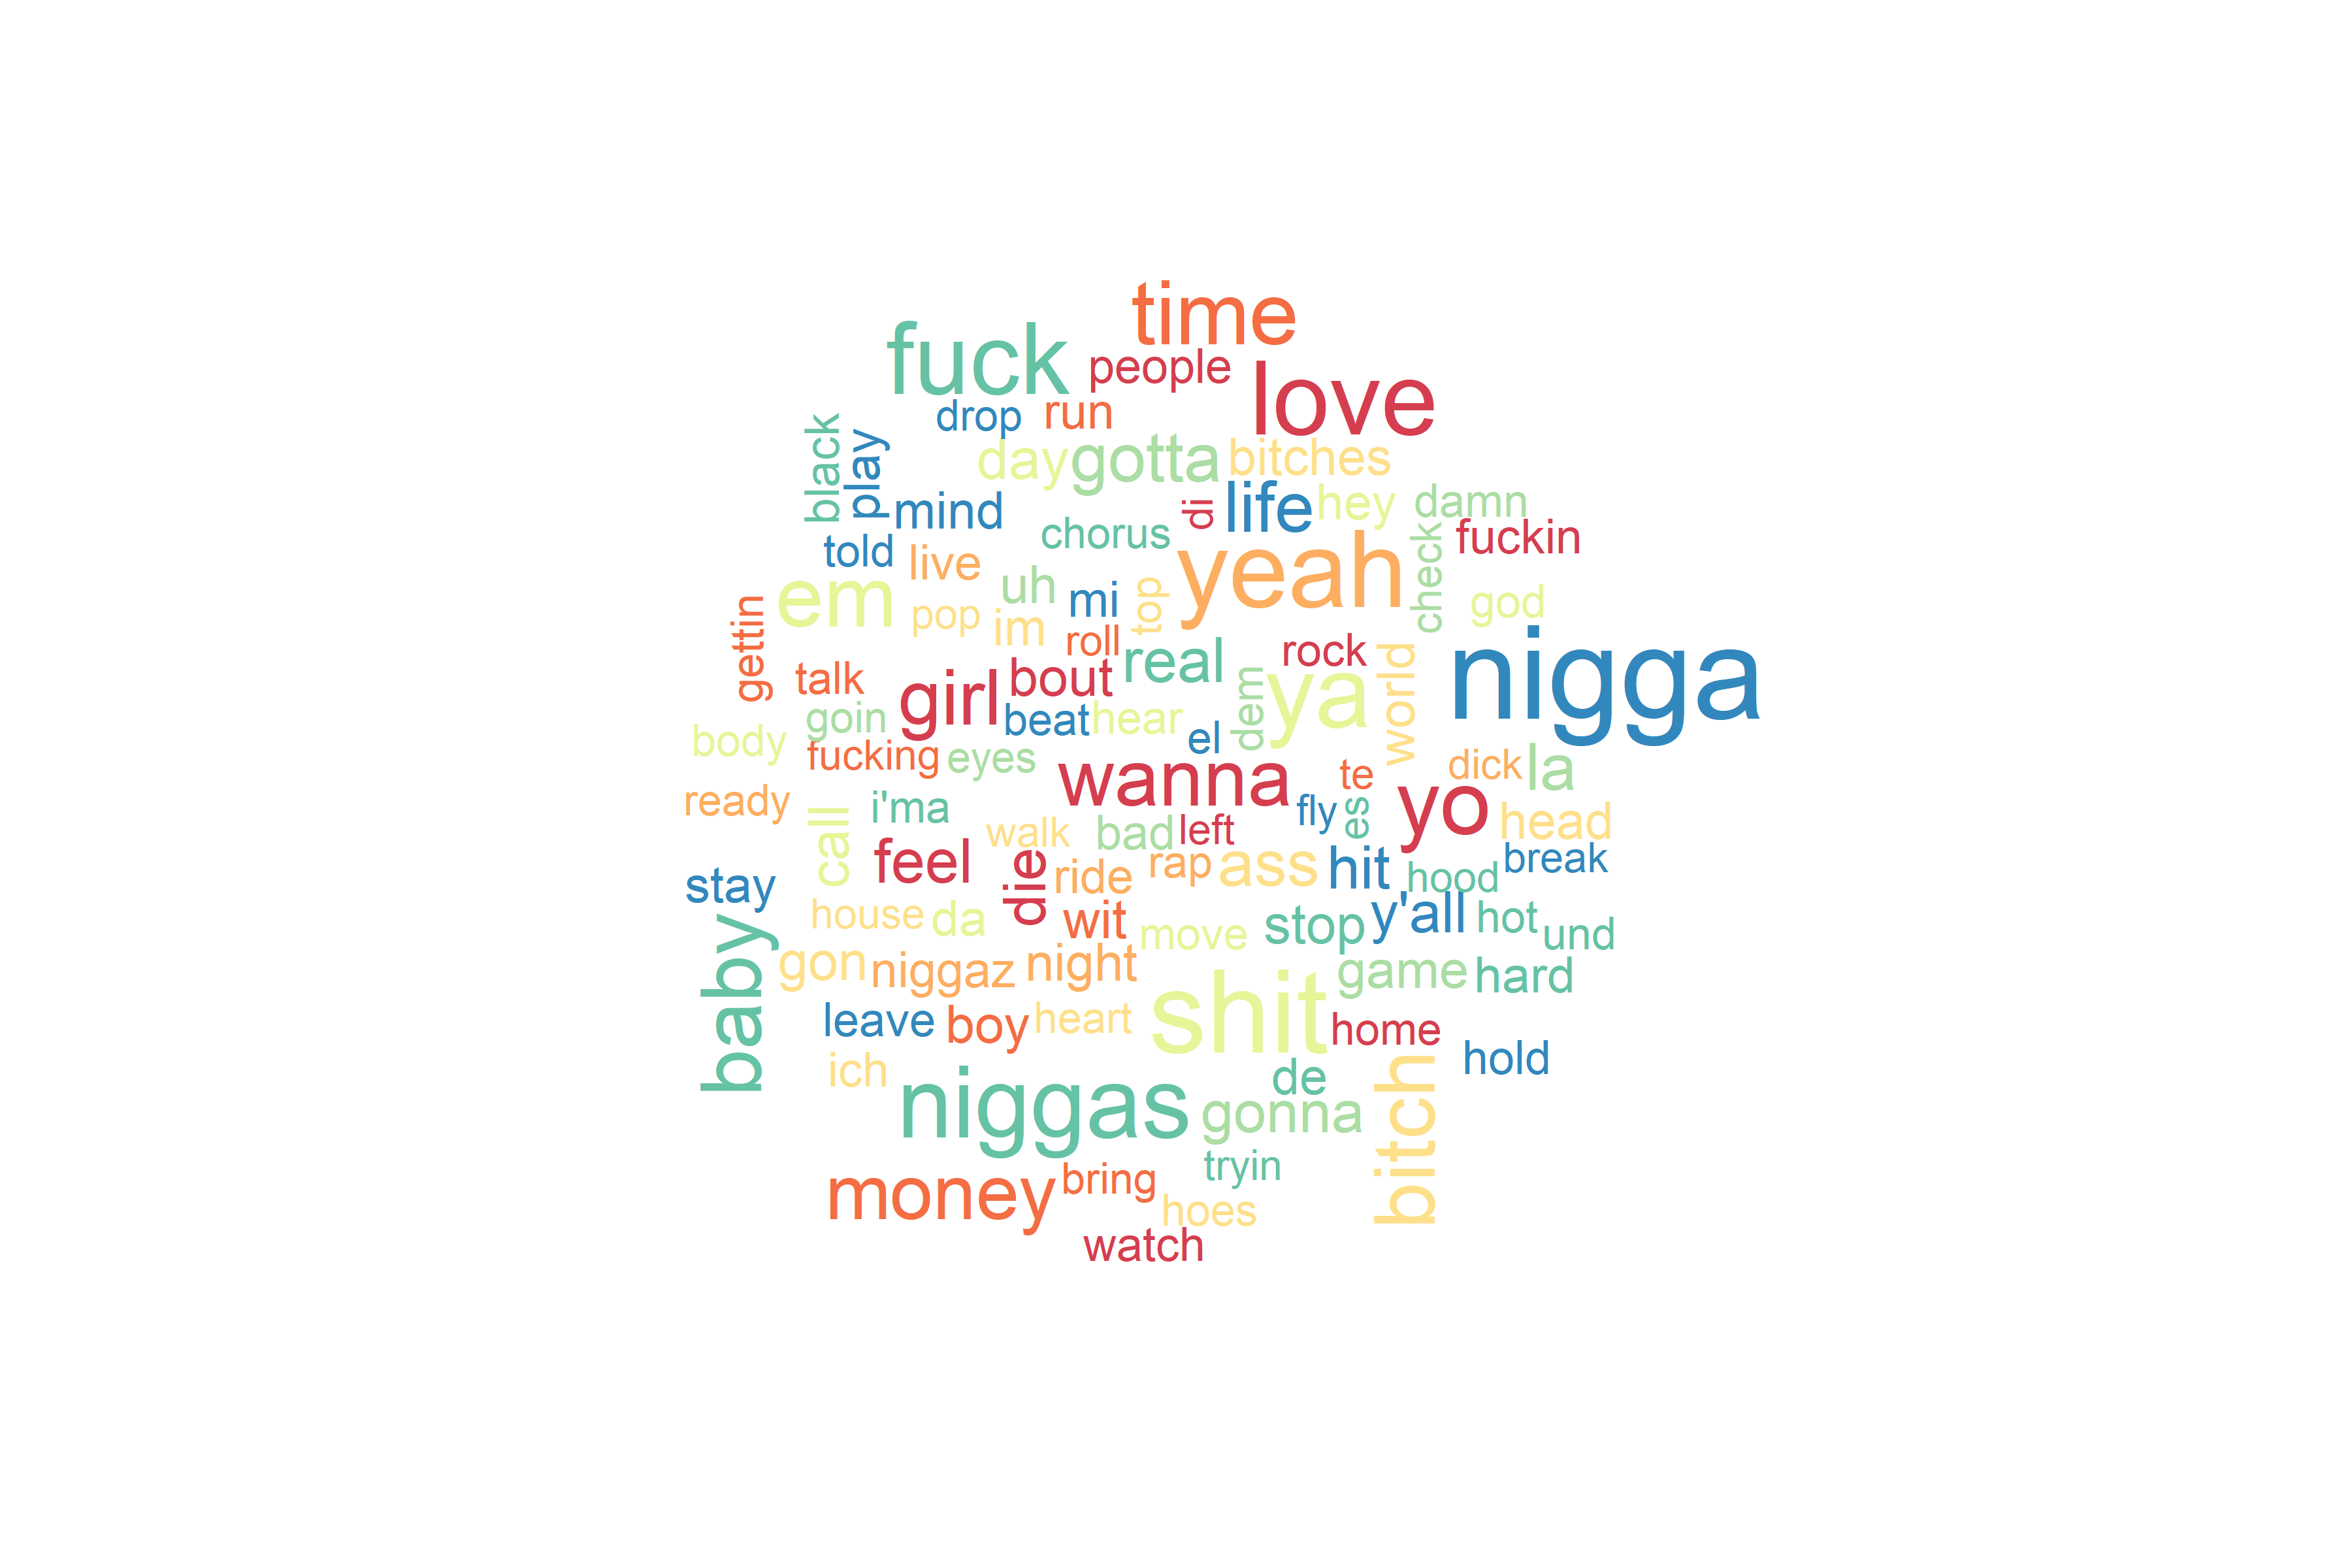 time
fuck
people
love
drop
run
black
play
day
gotta
bitches
mind
di
life
hey
damn
chorus
check
fuckin
told
live
yeah
em
uh
mi
top
pop
im
god
gettin
roll
real
rock
world
nigga
talk
girl
bout
dem
ya
goin
beat
hear
el
body
fucking
eyes
wanna
te
dick
la
ready
call
i'ma
fly
es
yo
head
walk
bad
left
stay
feel
die
ride
rap
ass
hit
hood
break
baby
house
da
wit
move
stop
y'all
hot
und
gon
niggaz
night
game
hard
leave
boy
heart
shit
home
ich
hold
niggas
de
gonna
bitch
tryin
money
bring
hoes
watch